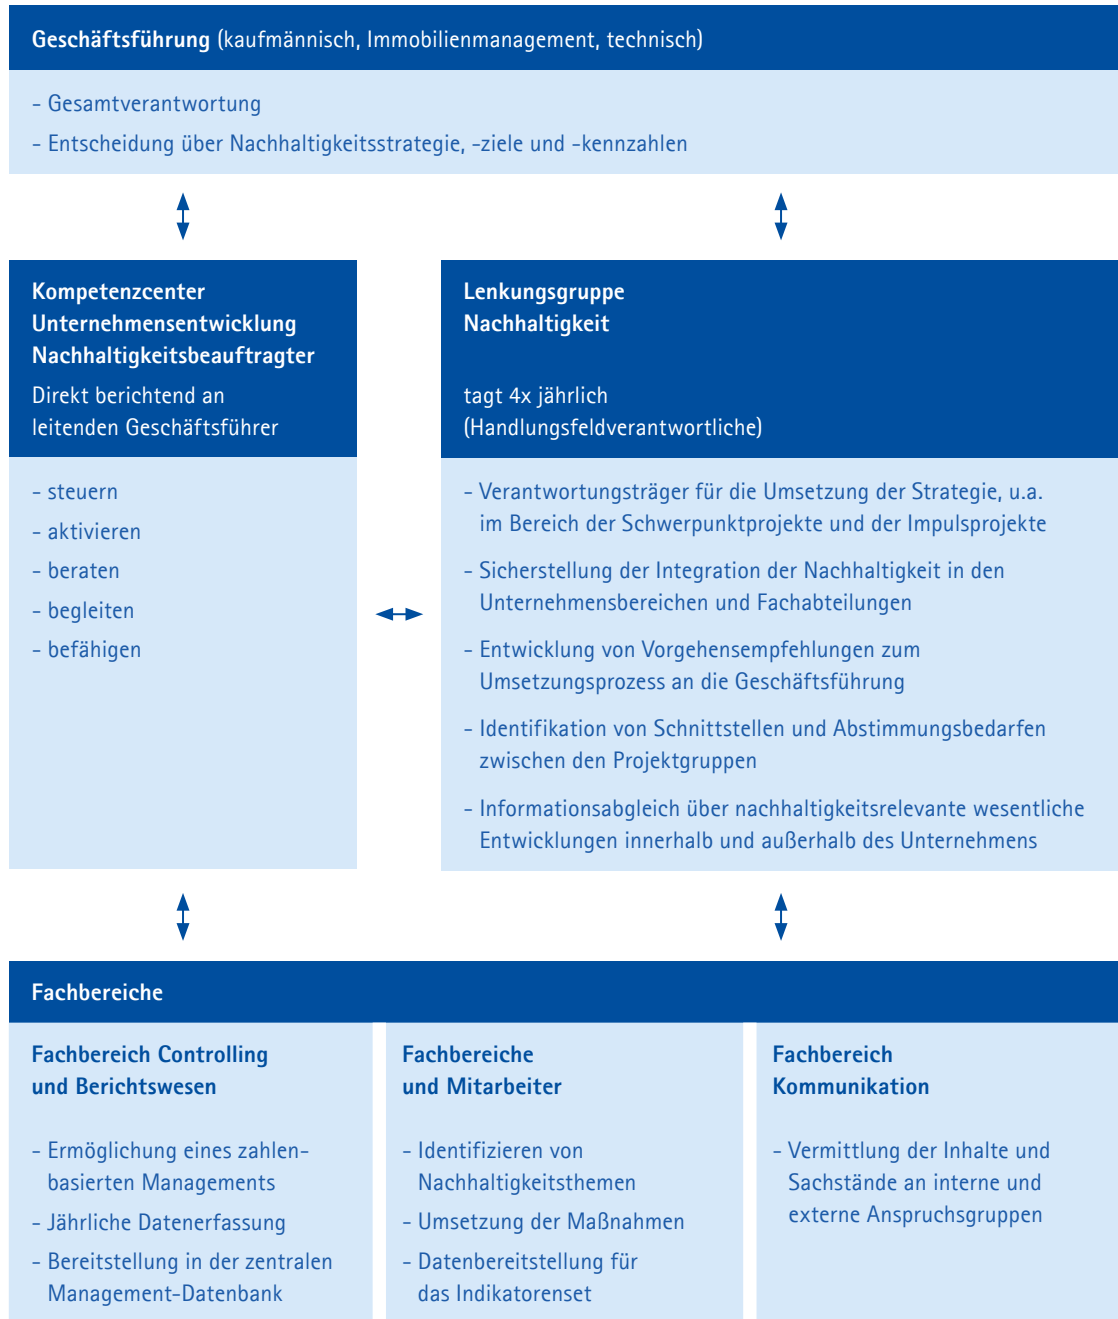 Geschäftsführung (kaufmännisch, Immobilienmanagement, technisch)
- Gesamtverantwortung
- Entscheidung über Nachhaltigkeitsstrategie, -ziele und -kennzahlen
Kompetenzcenter
Unternehmensentwicklung
Nachhaltigkeitsbeauftragter
Direkt berichtend an
leitenden Geschäftsführer
- steuern
- aktivieren
- beraten
- begleiten
- befähigen
Lenkungsgruppe
Nachhaltigkeit
tagt 4x jährlich
(Handlungsfeldverantwortliche)
- Verantwortungsträger für die Umsetzung der Strategie, u.a.
im Bereich der Schwerpunktprojekte und der Impulsprojekte
- Sicherstellung der Integration der Nachhaltigkeit in den
Unternehmensbereichen und Fachabteilungen
- Entwicklung von Vorgehensempfehlungen zum
Umsetzungsprozess an die Geschäftsführung
- Identifikation von Schnittstellen und Abstimmungsbedarfen
zwischen den Projektgruppen
- Informationsabgleich über nachhaltigkeitsrelevante wesentliche
Entwicklungen innerhalb und außerhalb des Unternehmens
Fachbereiche
Fachbereich Controlling
und Berichtswesen
- Ermöglichung eines zahlen-
basierten Managements
- Jährliche Datenerfassung
- Bereitstellung in der zentralen
Management-Datenbank
Fachbereiche
und Mitarbeiter
- Identifizieren von
Nachhaltigkeitsthemen
- Umsetzung der Maßnahmen
- Datenbereitstellung für
das Indikatorenset
Fachbereich
Kommunikation
- Vermittlung der Inhalte und
Sachstände an interne und
externe Anspruchsgruppen